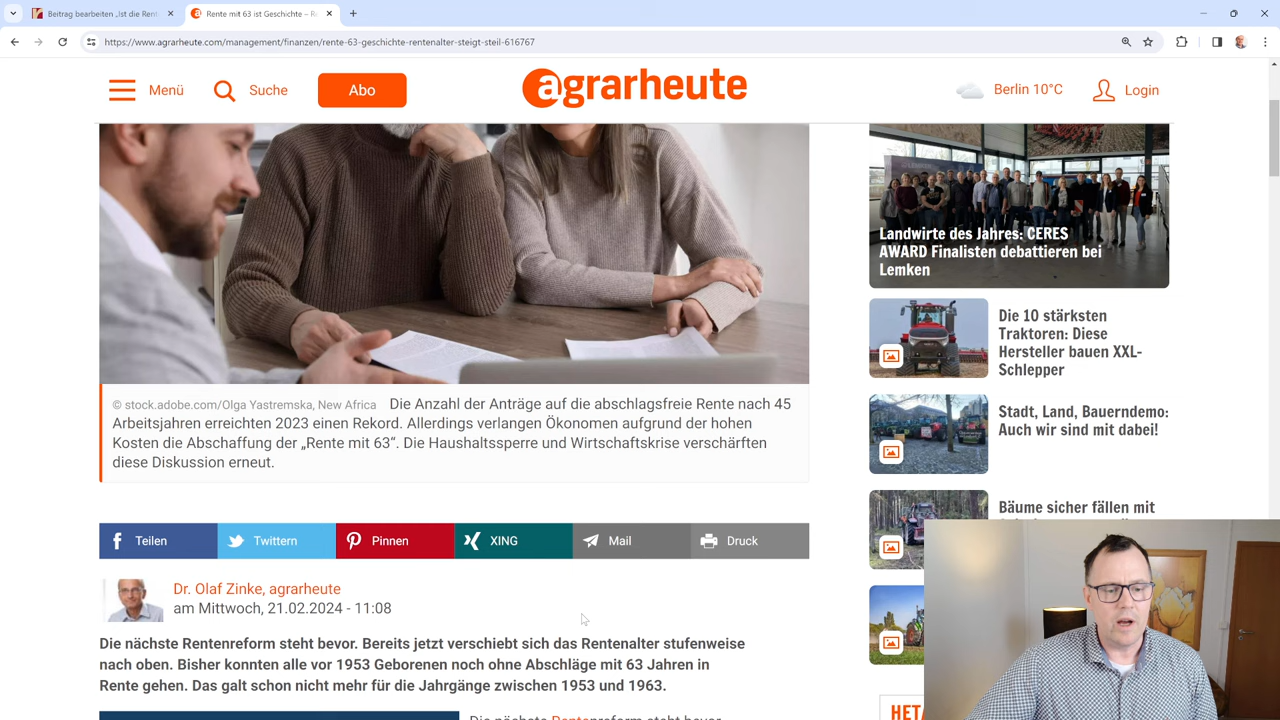 Beitrag bearbeiten „Ist die Rent
Rente mit 63 ist Geschichte – R
https://www.agrarheute.com/management/finanzen/rente-63-geschichte-rentenalter-steigt-steil-616767
Menü
Suche
Abo
agrarheute
Berlin 10°C
Login
© stock.adobe.com/Olga Yastremska, New Africa Die Anzahl der Anträge auf die abschlagsfreie Rente nach 45
Arbeitsjahren erreichten 2023 einen Rekord. Allerdings verlangen Ökonomen aufgrund der hohen
Kosten die Abschaffung der „Rente mit 63“. Die Haushaltssperre und Wirtschaftskrise verschärften
diese Diskussion erneut.
Teilen
Twittern
Pinnen
XING
Mail
Druck
Dr. Olaf Zinke, agrarheute
am Mittwoch, 21.02.2024 - 11:08
Die nächste Rentenreform steht bevor. Bereits jetzt verschiebt sich das Rentenalter stufenweise
nach oben. Bisher konnten alle vor 1953 Geborenen noch ohne Abschläge mit 63 Jahren in
Rente gehen. Das galt schon nicht mehr für die Jahrgänge zwischen 1953 und 1963.
Die nächste Rentenreform steht bevor
Landwirte des Jahres: CERES
AWARD Finalisten debattieren bei
Lemken
Die 10 stärksten
Traktoren: Diese
Hersteller bauen XXL-
Schlepper
Stadt, Land, Bauerndemo:
Auch wir sind mit dabei!
Bäume sicher fällen mit